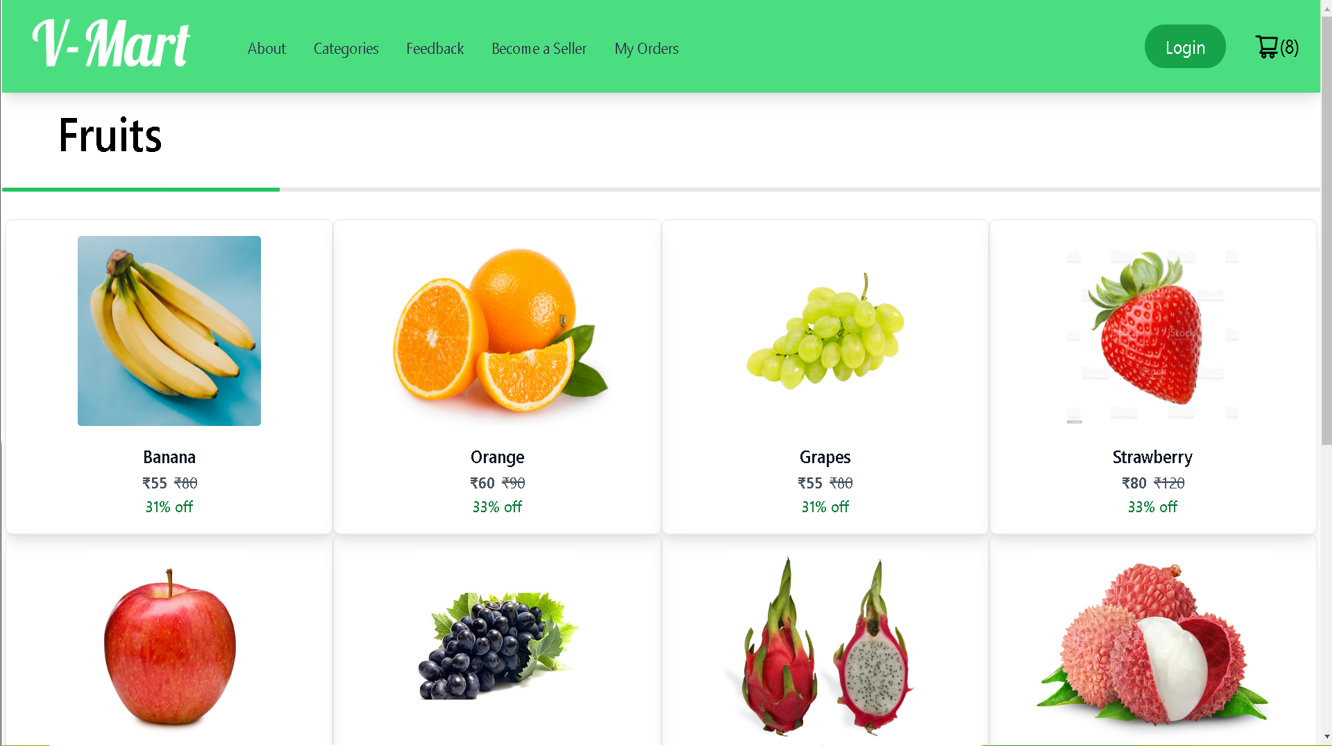 V-Mart
About Categories Feedback Become a Seller My Orders
Login (8)
Fruits
Banana Orange Grapes Strawberry
₹55 ₹80 ₹60 ₹90 ₹55 ₹80 ₹80 ₹120
31% off 33% off 31% off 33% off